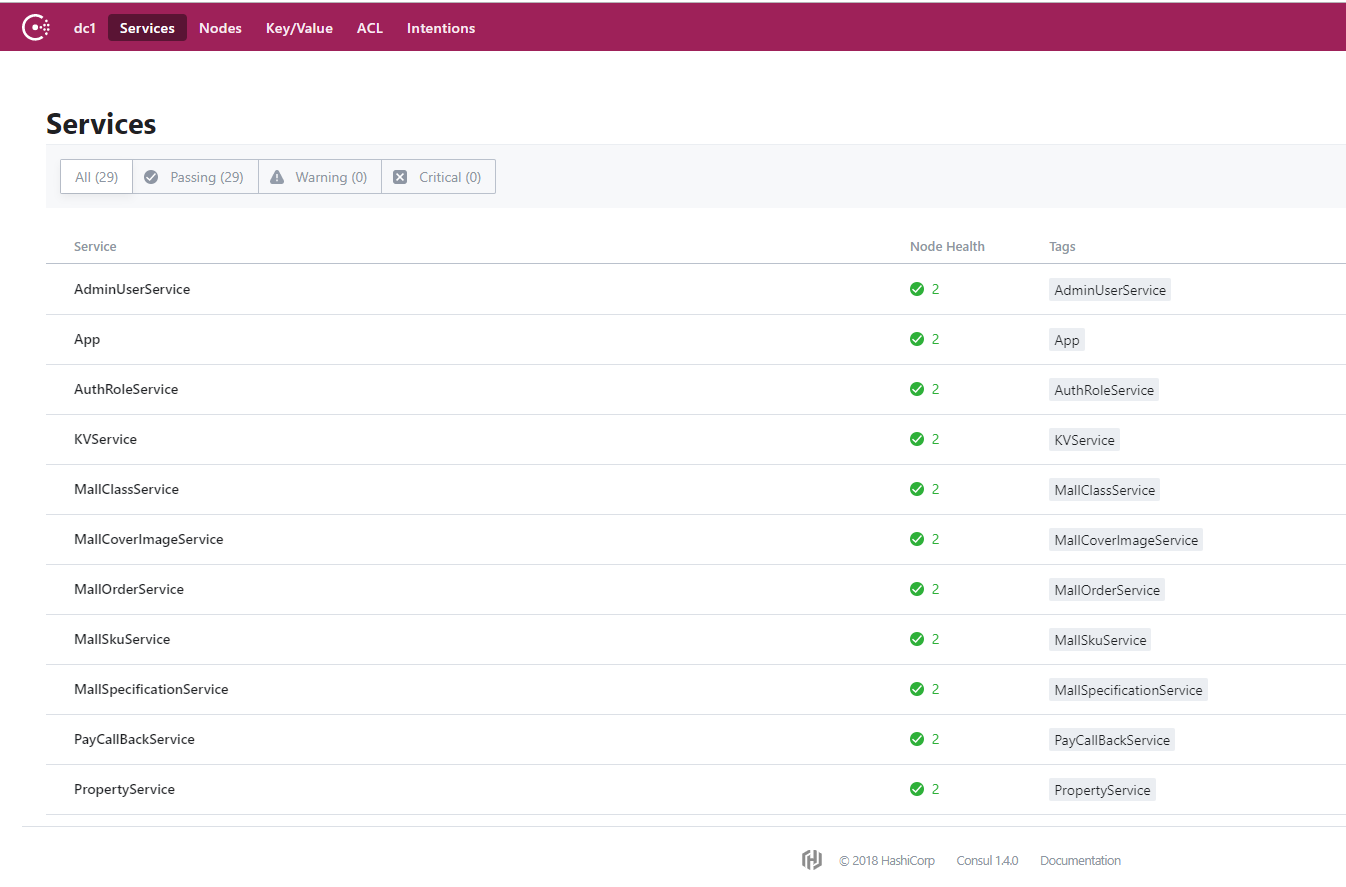 dc1 Services Nodes Key/Value ACL Intentions
Services
All (29) Passing (29) Warning (0) Critical (0)
Service Node Health Tags
AdminUserService 2 AdminUserService
App 2 App
AuthRoleService 2 AuthRoleService
KVService 2 KVService
MallClassService 2 MallClassService
MallCoverImageService 2 MallCoverImageService
MallOrderService 2 MallOrderService
MallSkuService 2 MallSkuService
MallSpecificationService 2 MallSpecificationService
PayCallBackService 2 PayCallBackService
PropertyService 2 PropertyService
© 2018 HashiCorp Consul 1.4.0 Documentation